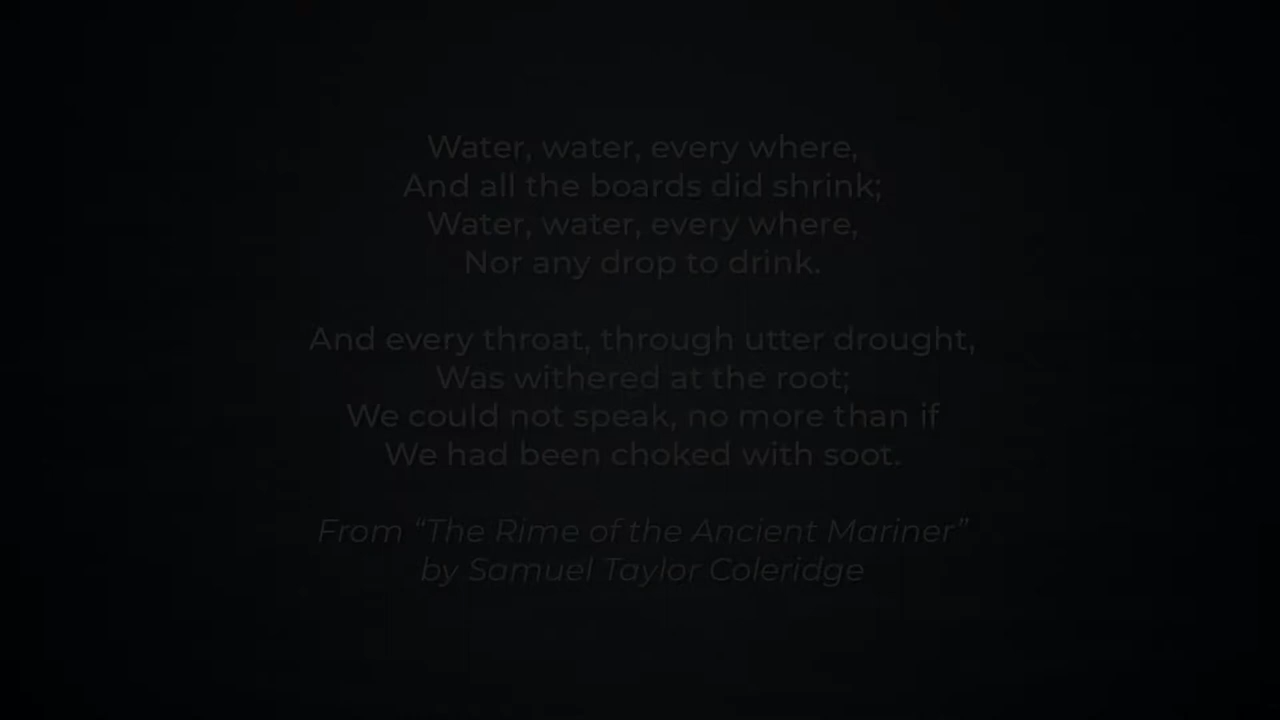 Water, water, every where,
And all the boards did shrink;
Water, water, every where,
Nor any drop to drink.
And every throat, through utter drought,
Was withered at the root;
We could not speak, no more than if
We had been choked with soot.
From “The Rime of the Ancient Mariner”
by Samuel Taylor Coleridge